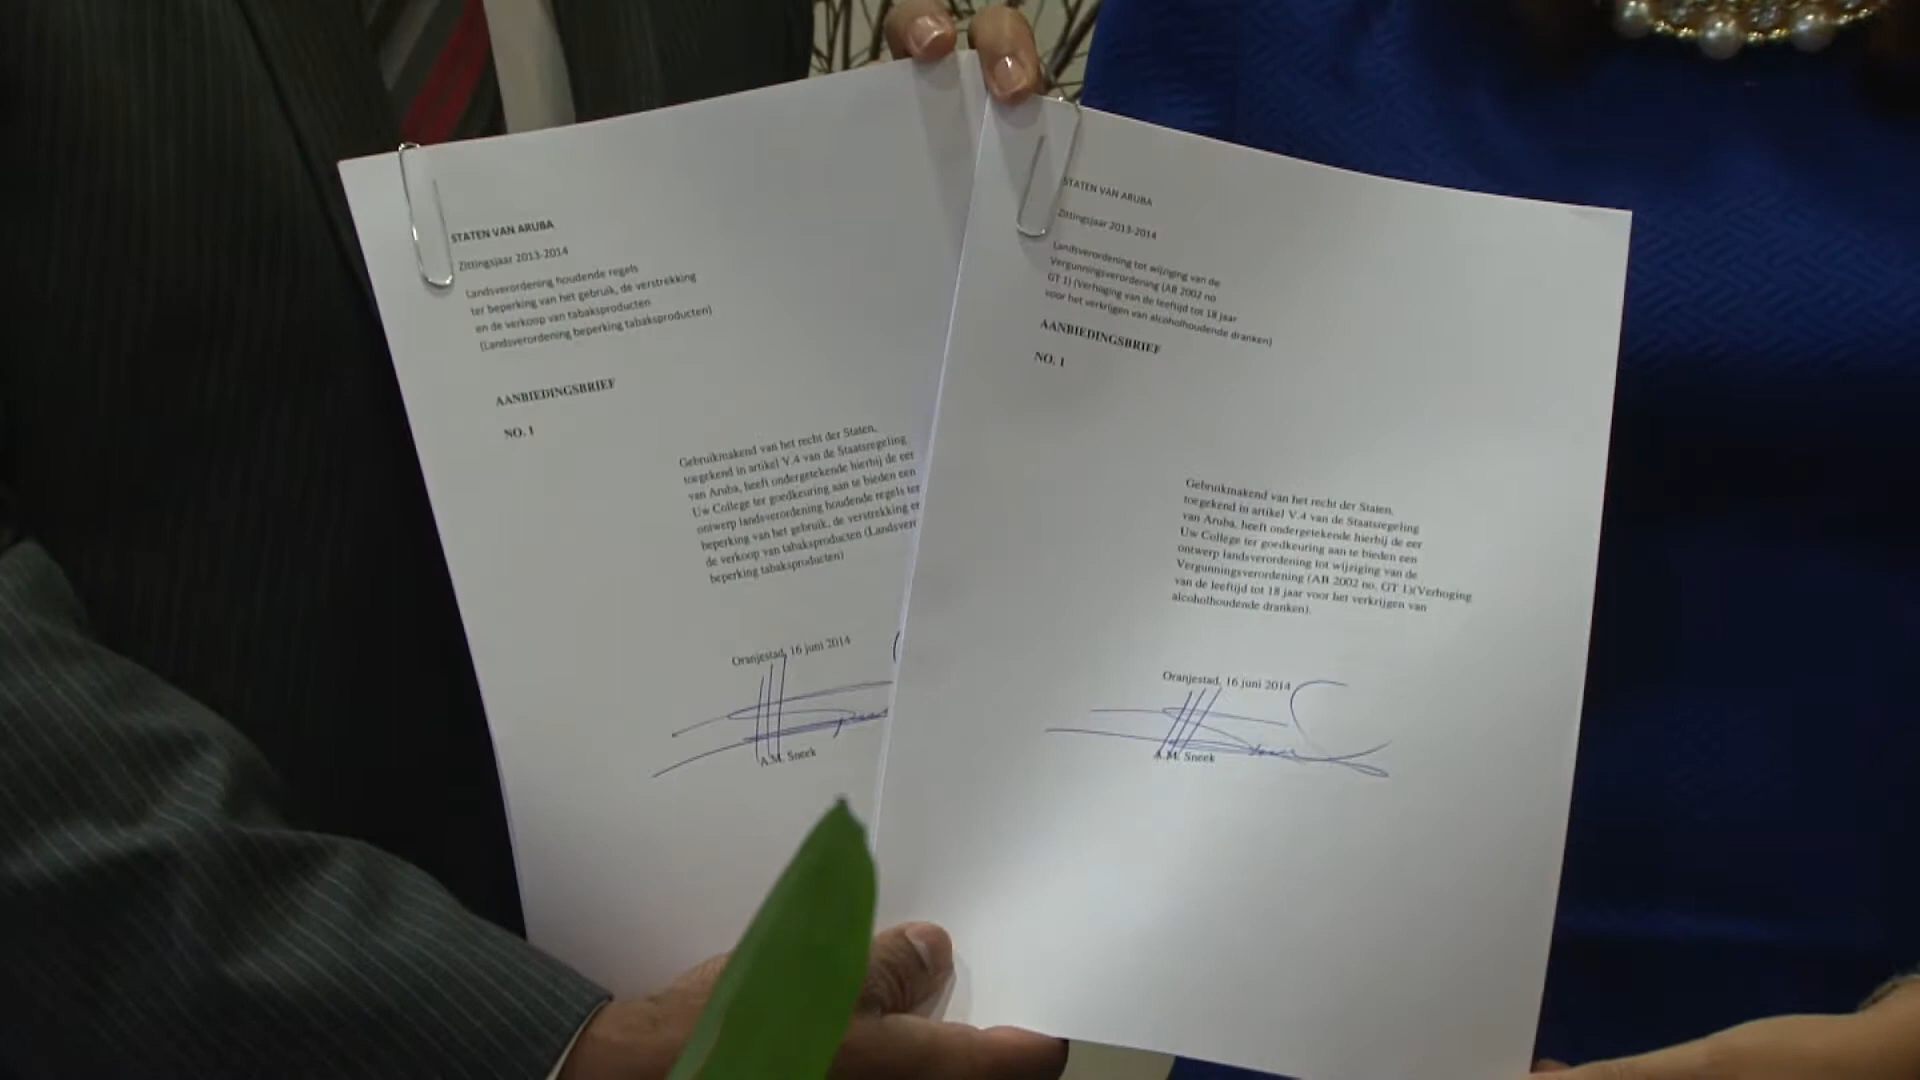 STATEN VAN ARUBA
Zittingsjaar 2013-2014
Landsverordening houdende regels
ter beperking van het gebruik, de verstrekking
en de verkoop van tabaksproducten
(Landsverordening beperking tabaksproducten)
AANBIEDINGSBRIEF
NO. 1
Gebruikmakend van het recht der Staten,
toegekend in artikel V.4 van de Staatsregeling
van Aruba, heeft ondergetekende hierbij de eer
Uw College ter goedkeuring aan te bieden een
ontwerp landsverordening houdende regels ter
beperking van het gebruik, de verstrekking er
de verkoop van tabaksproducten (Landsverr
beperking tabaksproducten)
Oranjestad, 16 juni 2014
A.M. Sneek
STATEN VAN ARUBA
Zittingsjaar 2013-2014
Landsverordening tot wijziging van de
Vergunningsverordening (AB 2002 no
GT 1) (Verhoging van de leeftijd tot 18 jaar
voor het verkrijgen van alcoholhoudende dranken)
AANBIEDINGSBRIEF
NO. 1
Gebruikmakend van het recht der Staten,
toegekend in artikel V.4 van de Staatsregeling
van Aruba, heeft ondergetekende hierbij de eer
Uw College ter goedkeuring aan te bieden een
ontwerp landsverordening tot wijziging van de
Vergunningsverordening (AB 2002 no. GT 1)(Verhoging
van de leeftijd tot 18 jaar voor het verkrijgen van
alcoholhoudende dranken).
Oranjestad, 16 juni 2014
A.M. Sneek